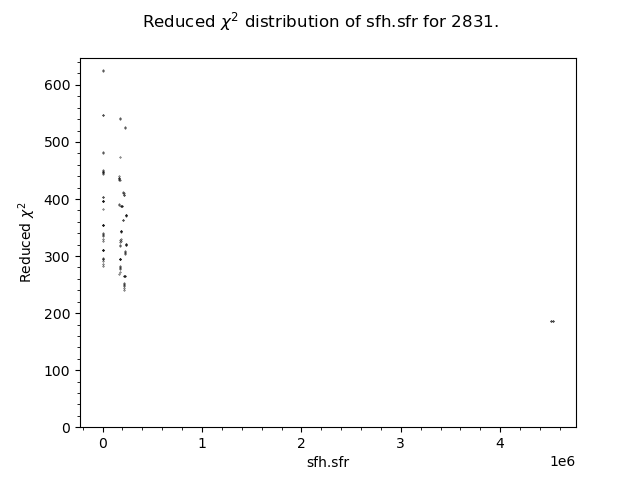 Reduced χ² distribution of sfh.sfr for 2831.
600
500
400
300
200
100
0
Reduced χ²
0 1 2 3 4
1e6
sfh.sfr